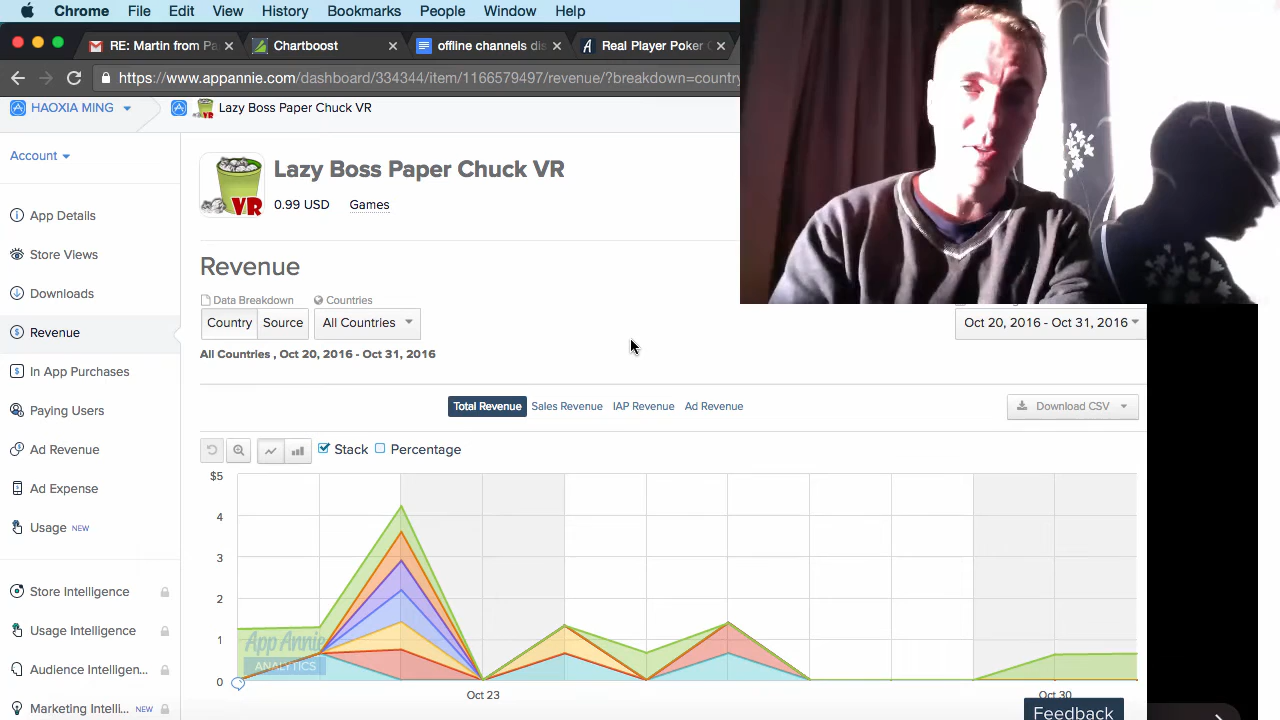 Chrome File Edit View History Bookmarks People Window Help
RE: Martin from Pa
Chartboost
offline channels di
Real Player Poker
https://www.appannie.com/dashboard/334344/item/1166579497/revenue/?breakdown=country
HAOXIA MING
Lazy Boss Paper Chuck VR
Account
VR
Lazy Boss Paper Chuck VR
0.99 USD Games
App Details
Store Views
Downloads
Revenue
In App Purchases
Paying Users
Ad Revenue
Ad Expense
Usage NEW
Store Intelligence
Usage Intelligence
Audience Intelligen...
Marketing Intelli... NEW
Revenue
Data Breakdown Countries
Country Source All Countries
Oct 20, 2016 - Oct 31, 2016
All Countries , Oct 20, 2016 - Oct 31, 2016
Total Revenue Sales Revenue IAP Revenue Ad Revenue
Download CSV
Stack Percentage
$5
4
3
2
1
0
App Annie
ANALYTICS
Oct 23
Oct 30
Feedback